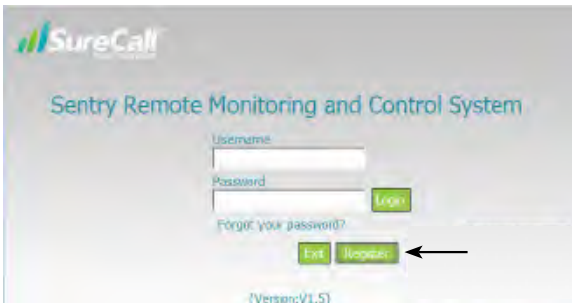 SureCall
Sentry Remote Monitoring and Control System
Username
Password
Login
Forgot your password?
Exit Register
(Version:V1.5)